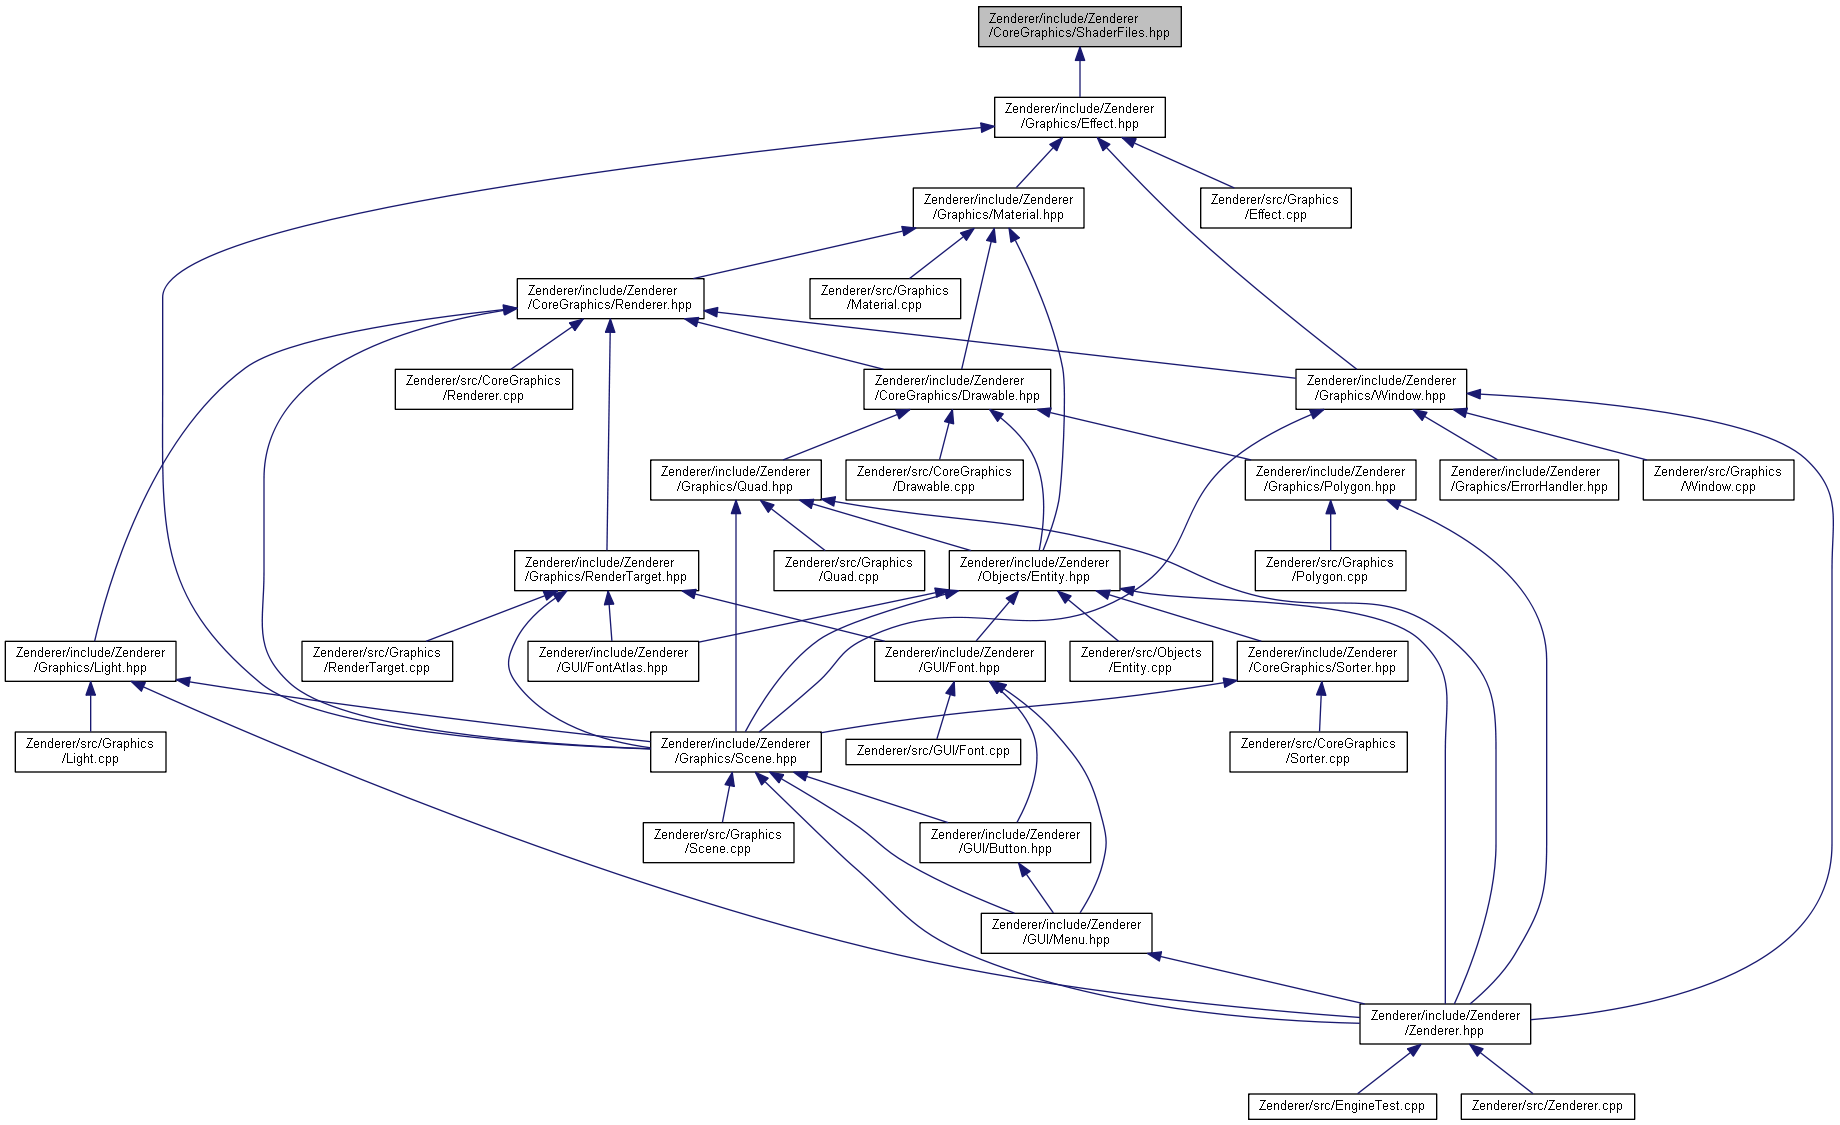 Zenderer/include/Zenderer
/CoreGraphics/ShaderFiles.hpp
Zenderer/include/Zenderer
/Graphics/Effect.hpp
Zenderer/include/Zenderer
/Graphics/Material.hpp
Zenderer/src/Graphics
/Effect.cpp
Zenderer/include/Zenderer
/CoreGraphics/Renderer.hpp
Zenderer/src/Graphics
/Material.cpp
Zenderer/src/CoreGraphics
/Renderer.cpp
Zenderer/include/Zenderer
/CoreGraphics/Drawable.hpp
Zenderer/include/Zenderer
/Graphics/Window.hpp
Zenderer/include/Zenderer
/Graphics/Quad.hpp
Zenderer/src/CoreGraphics
/Drawable.cpp
Zenderer/include/Zenderer
/Graphics/Polygon.hpp
Zenderer/include/Zenderer
/Graphics/ErrorHandler.hpp
Zenderer/src/Graphics
/Window.cpp
Zenderer/include/Zenderer
/Graphics/RenderTarget.hpp
Zenderer/src/Graphics
/Quad.cpp
Zenderer/include/Zenderer
/Objects/Entity.hpp
Zenderer/src/Graphics
/Polygon.cpp
Zenderer/include/Zenderer
/Graphics/Light.hpp
Zenderer/src/Graphics
/RenderTarget.cpp
Zenderer/include/Zenderer
/GUI/FontAtlas.hpp
Zenderer/include/Zenderer
/GUI/Font.hpp
Zenderer/src/Objects
/Entity.cpp
Zenderer/include/Zenderer
/CoreGraphics/Sorter.hpp
Zenderer/src/Graphics
/Light.cpp
Zenderer/include/Zenderer
/Graphics/Scene.hpp
Zenderer/src/GUI/Font.cpp
Zenderer/src/CoreGraphics
/Sorter.cpp
Zenderer/src/Graphics
/Scene.cpp
Zenderer/include/Zenderer
/GUI/Button.hpp
Zenderer/include/Zenderer
/GUI/Menu.hpp
Zenderer/include/Zenderer
/Zenderer.hpp
Zenderer/src/EngineTest.cpp
Zenderer/src/Zenderer.cpp